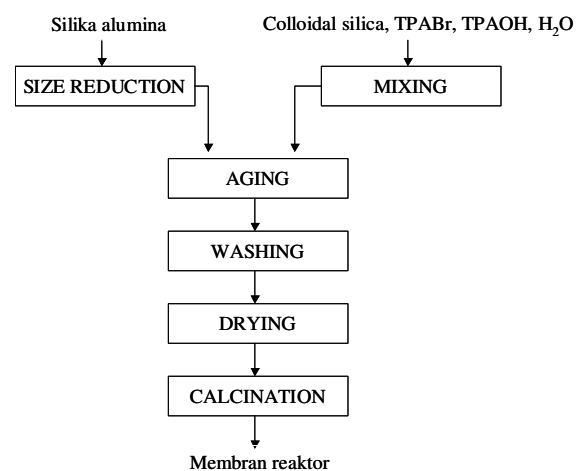 Silika alumina
Colloidal silica, TPABr, TPAOH, H₂O
SIZE REDUCTION
MIXING
AGING
WASHING
DRYING
CALCINATION
Membran reaktor